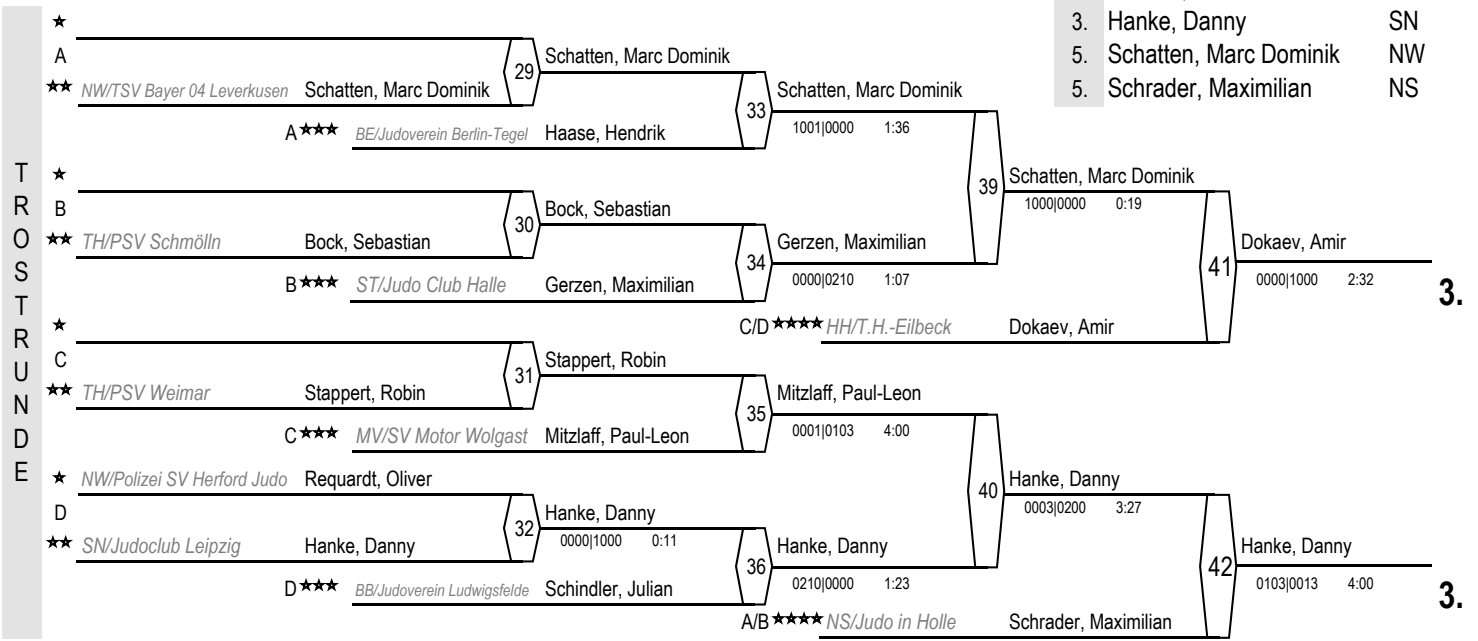 3. Hanke, Danny SN
5. Schatten, Marc Dominik NW
5. Schrader, Maximilian NS
TROSTRUNDE
★
A
★★ NW/TSV Bayer 04 Leverkusen Schatten, Marc Dominik
29
Schatten, Marc Dominik
A★★★ BE/Judoverein Berlin-Tegel Haase, Hendrik
33
Schatten, Marc Dominik
1001|0000 1:36
★
B
★★ TH/PSV Schmölln Bock, Sebastian
30
Bock, Sebastian
B★★★ ST/Judo Club Halle Gerzen, Maximilian
34
Gerzen, Maximilian
0000|0210 1:07
39
Schatten, Marc Dominik
1000|0000 0:19
C/D★★★★ HH/T.H.-Eilbeck Dokaev, Amir
41
Dokaev, Amir
0000|1000 2:32
3.
★
C
★★ TH/PSV Weimar Stappert, Robin
31
Stappert, Robin
C★★★ MV/SV Motor Wolgast Mitzlaff, Paul-Leon
35
Mitzlaff, Paul-Leon
0001|0103 4:00
★ NW/Polizei SV Herford Judo Requardt, Oliver
D
★★ SN/Judoclub Leipzig Hanke, Danny
32
Hanke, Danny
0000|1000 0:11
D★★★ BB/Judoverein Ludwigsfelde Schindler, Julian
36
Hanke, Danny
0210|0000 1:23
40
Hanke, Danny
0003|0200 3:27
A/B★★★★ NS/Judo in Holle Schrader, Maximilian
42
Hanke, Danny
0103|0013 4:00
3.